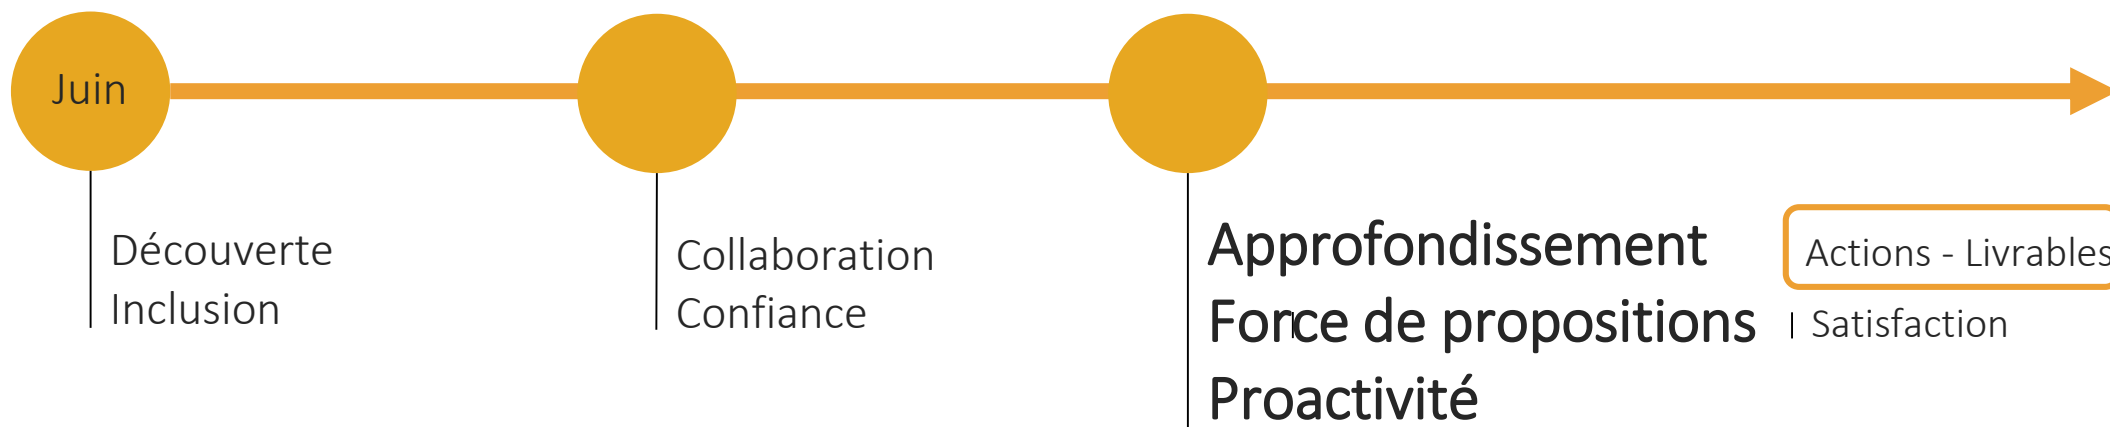 Juin
Découverte
Inclusion
Collaboration
Confiance
Approfondissement
Force de propositions
Proactivité
Actions - Livrables
Satisfaction